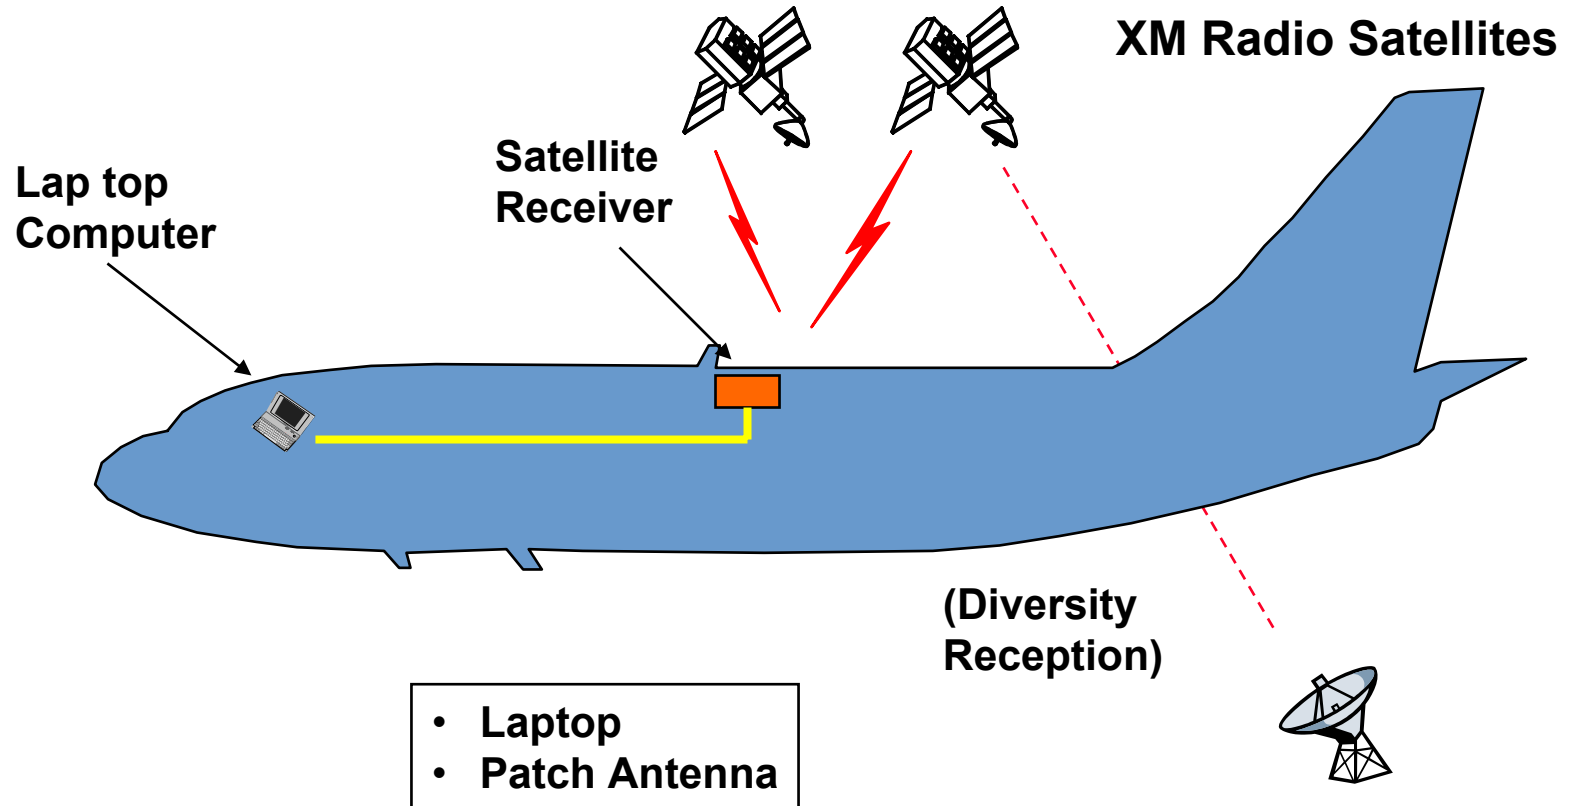 XM Radio Satellites
Satellite
Receiver
Lap top
Computer
(Diversity
Reception)
• Laptop
• Patch Antenna